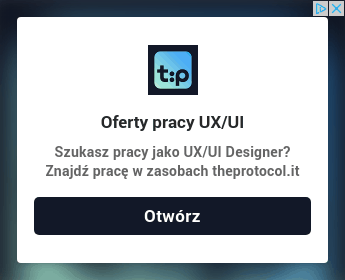 t:p
Oferty pracy UX/UI
Szukasz pracy jako UX/UI Designer?
Znajdź pracę w zasobach theprotocol.it
Otwórz